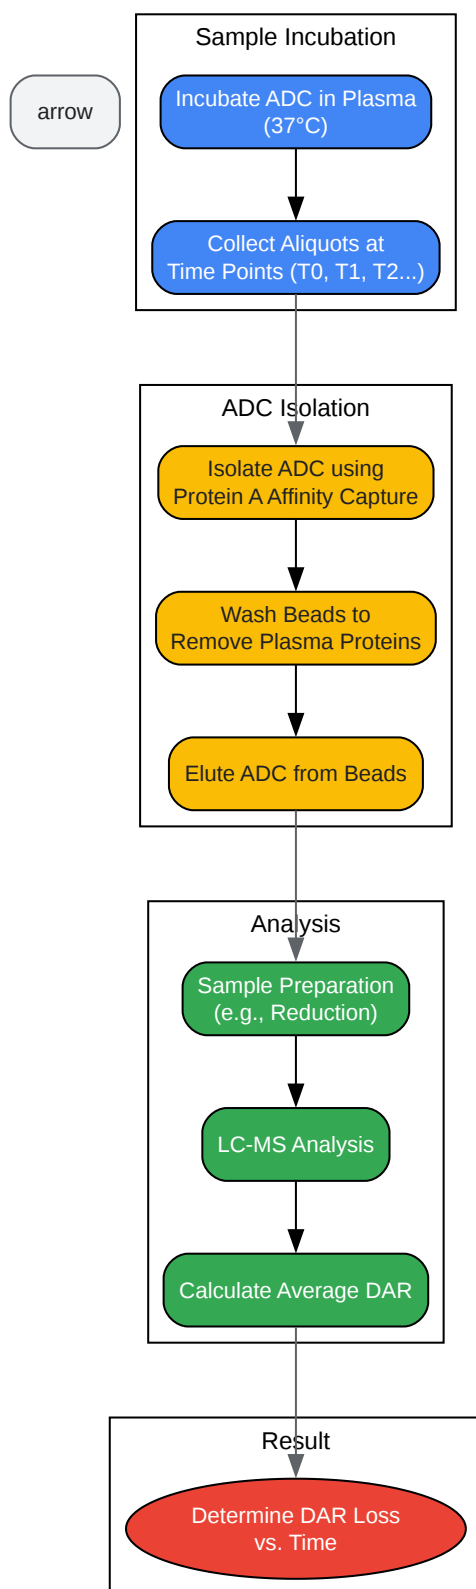 Sample Incubation
arrow
Incubate ADC in Plasma
(37°C)
Collect Aliquots at
Time Points (T0, T1, T2...)
ADC Isolation
Isolate ADC using
Protein A Affinity Capture
Wash Beads to
Remove Plasma Proteins
Elute ADC from Beads
Analysis
Sample Preparation
(e.g., Reduction)
LC-MS Analysis
Calculate Average DAR
Result
Determine DAR Loss
vs. Time